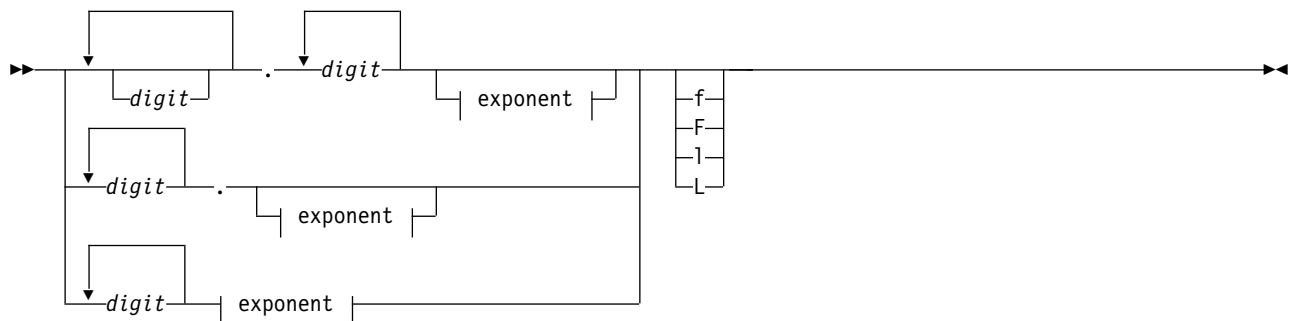 . digit
digit exponent f
F
l
digit . L
exponent
digit exponent